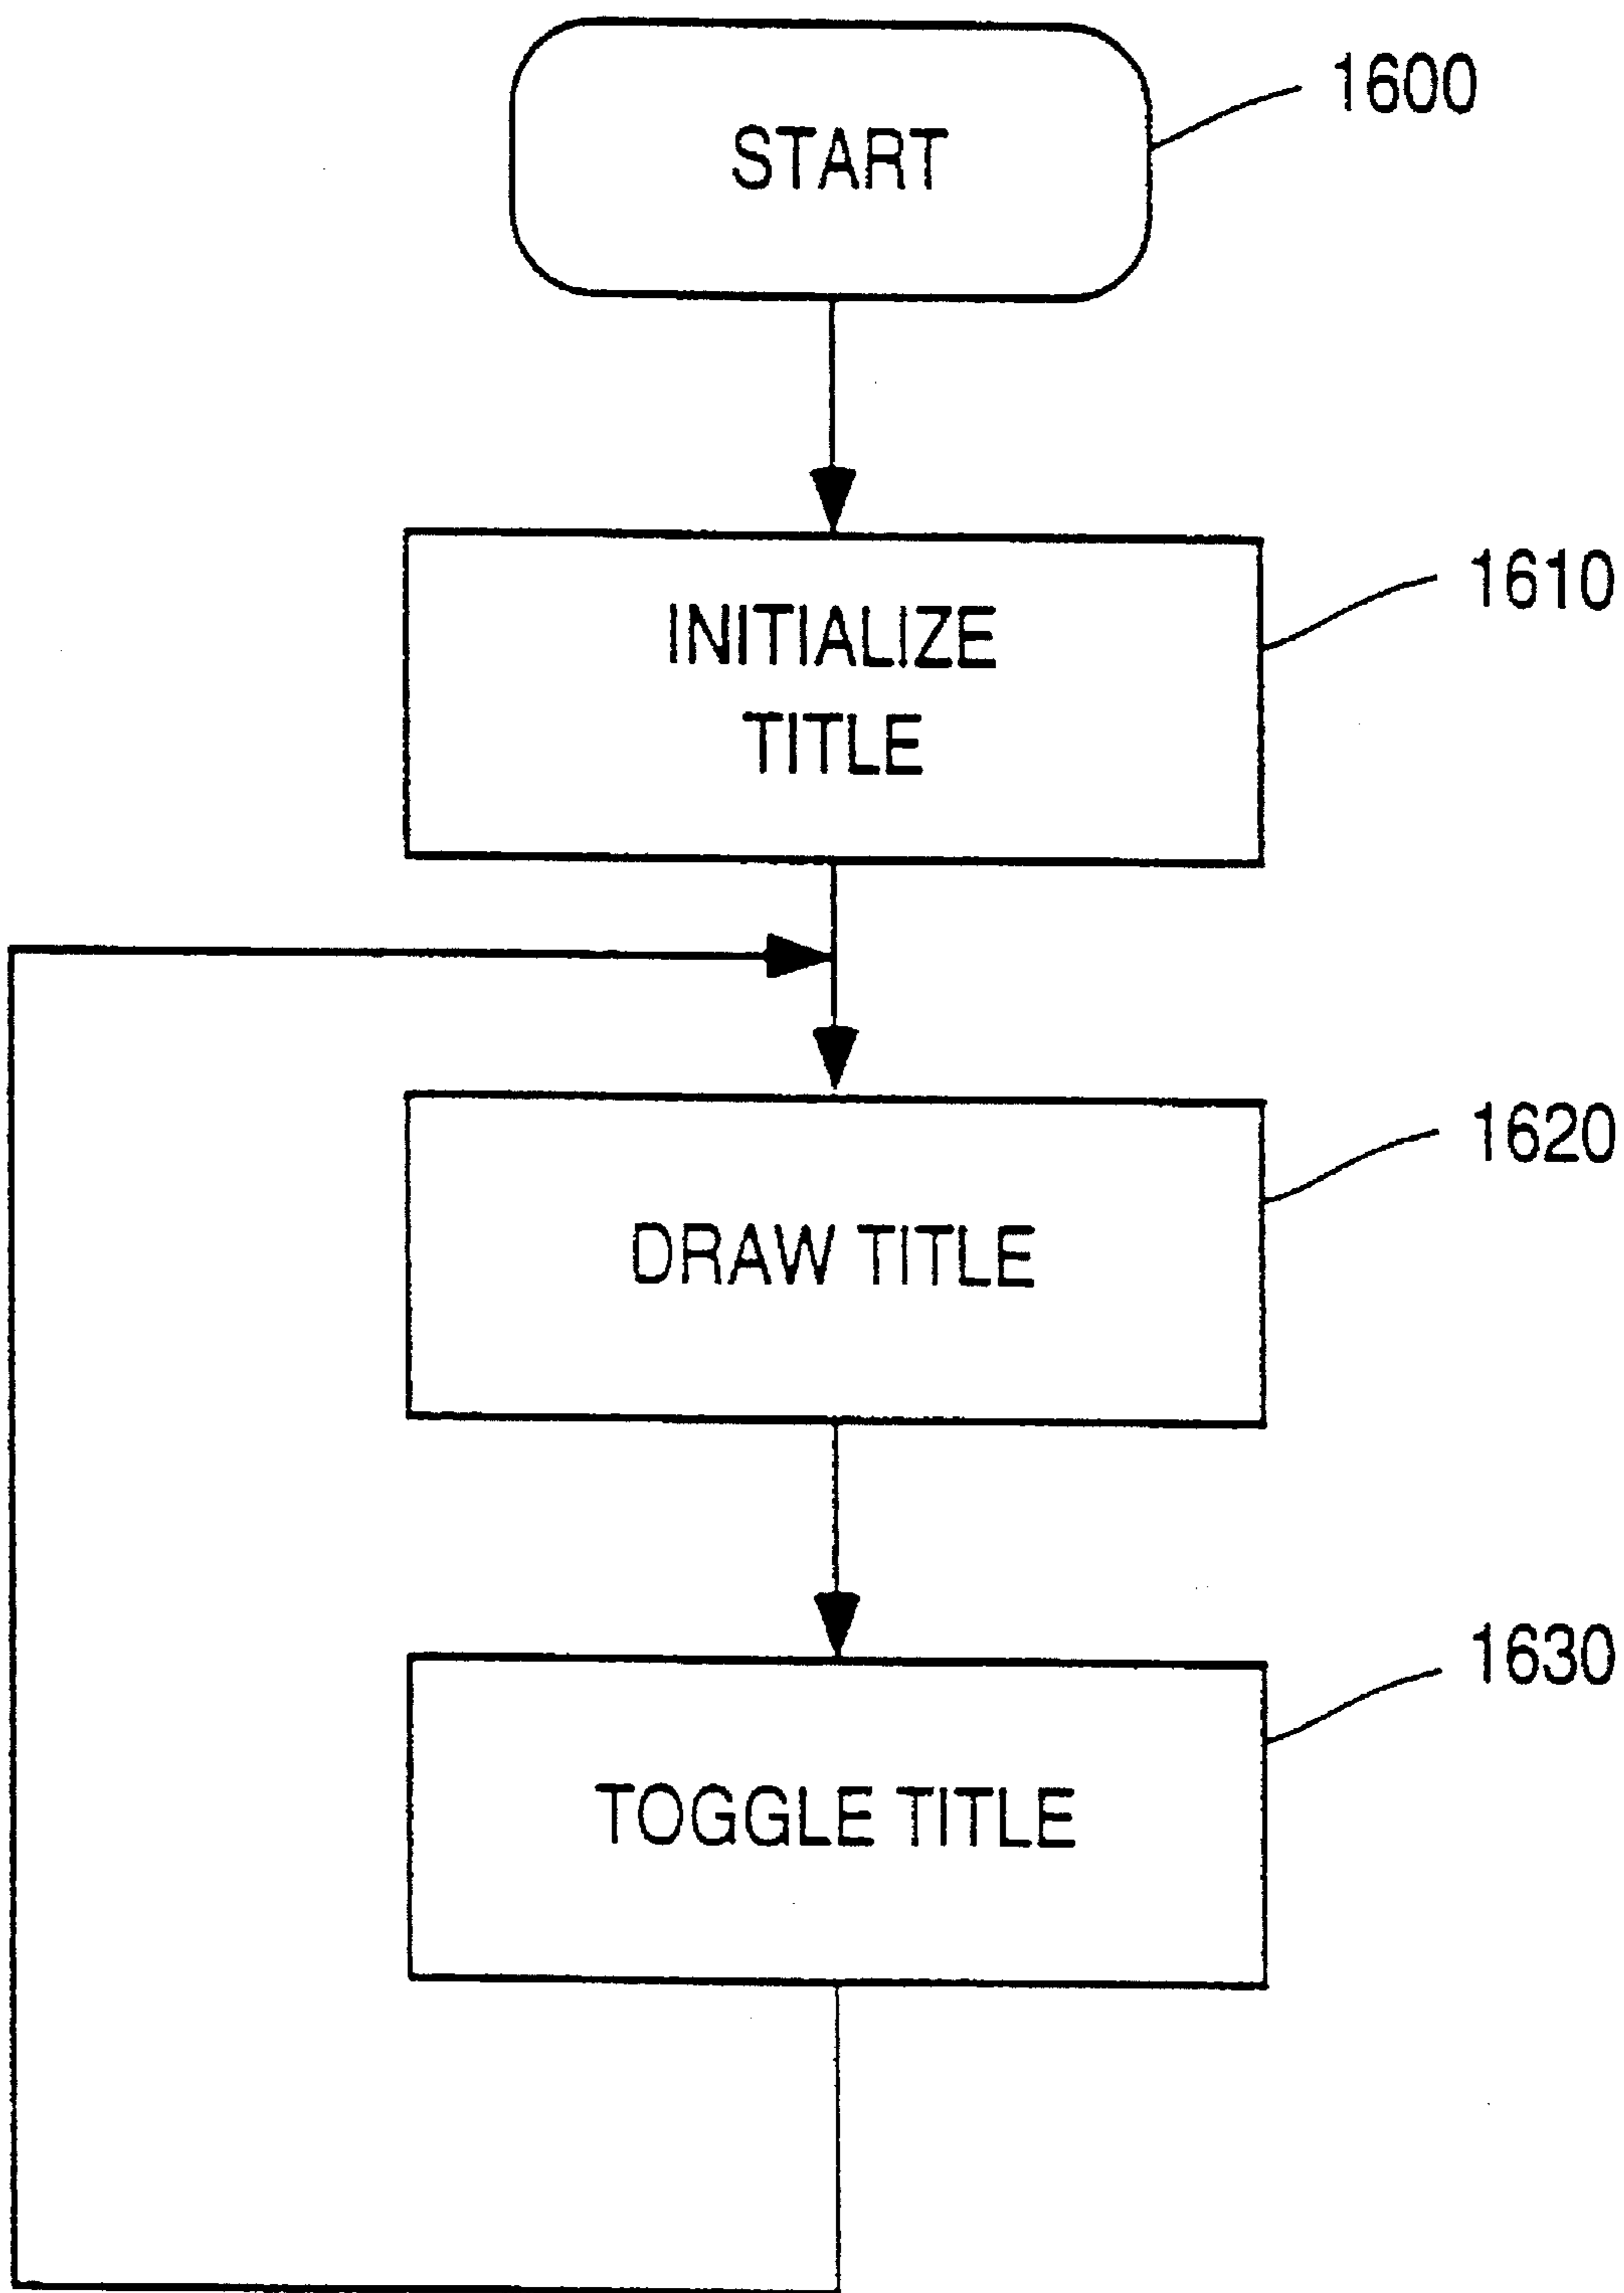 START
1600
INITIALIZE
TITLE
1610
DRAW TITLE
1620
TOGGLE TITLE
1630